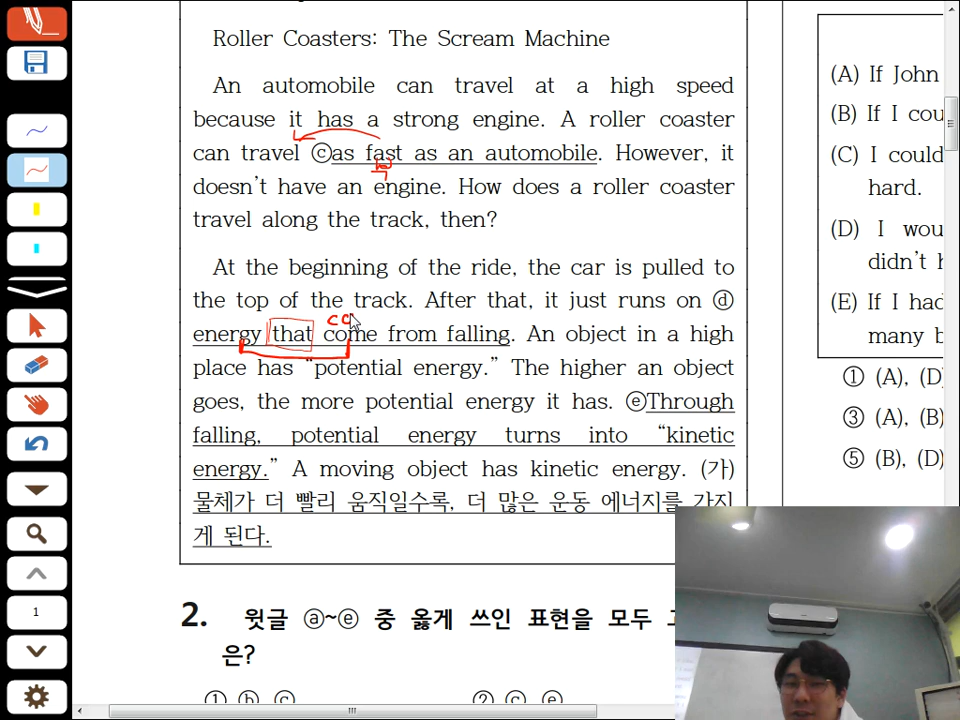 Roller Coasters: The Scream Machine
An automobile can travel at a high speed
because it has a strong engine. A roller coaster
can travel ⓒas fast as an automobile. However, it
doesn't have an engine. How does a roller coaster
travel along the track, then?
At the beginning of the ride, the car is pulled to
the top of the track. After that, it just runs on ⓓ
co
energy that come from falling. An object in a high
place has “potential energy.” The higher an object
goes, the more potential energy it has. ⓔThrough
falling, potential energy turns into “kinetic
energy.” A moving object has kinetic energy. (가)
물체가 더 빨리 움직일수록, 더 많은 운동 에너지를 가지
게 된다.
2. 윗글 ⓐ~ⓔ 중 옳게 쓰인 표현을 모두
은?
① ⓑ, ⓒ ② ⓒ, ⓔ
(A) If John
(B) If I cou
(C) I could
hard.
(D) I wou
didn't h
(E) If I had
many b
① (A), (D)
③ (A), (B)
⑤ (B), (D)
1